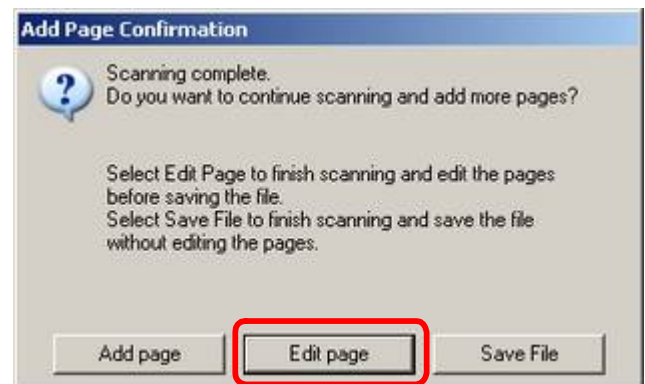 Add Page Confirmation
Scanning complete.
Do you want to continue scanning and add more pages?
Select Edit Page to finish scanning and edit the pages
before saving the file.
Select Save File to finish scanning and save the file
without editing the pages.
Add page
Edit page
Save File